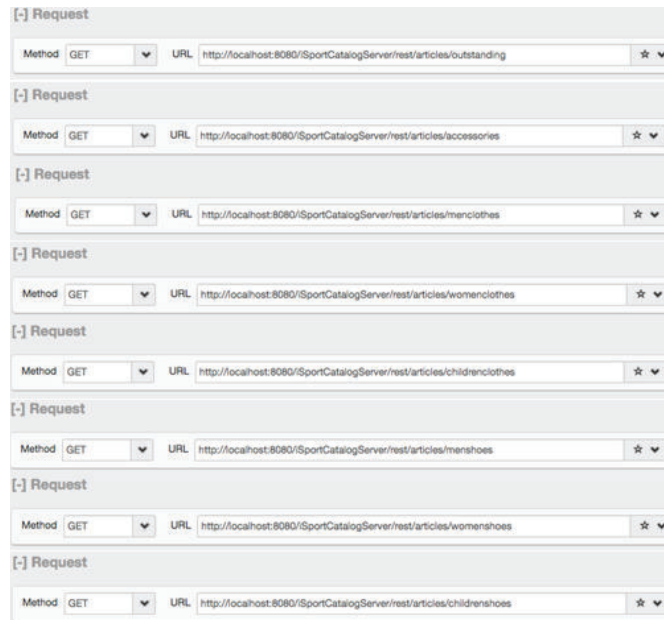 [-] Request
Method GET URL http://localhost:8080/iSportCatalogServer/rest/articles/outstanding
[-] Request
Method GET URL http://localhost:8080/iSportCatalogServer/rest/articles/accessories
[-] Request
Method GET URL http://localhost:8080/iSportCatalogServer/rest/articles/menclothes
[-] Request
Method GET URL http://localhost:8080/iSportCatalogServer/rest/articles/womenclothes
[-] Request
Method GET URL http://localhost:8080/iSportCatalogServer/rest/articles/childrenclothes
[-] Request
Method GET URL http://localhost:8080/iSportCatalogServer/rest/articles/menshoes
[-] Request
Method GET URL http://localhost:8080/iSportCatalogServer/rest/articles/womenshoes
[-] Request
Method GET URL http://localhost:8080/iSportCatalogServer/rest/articles/childrenshoes